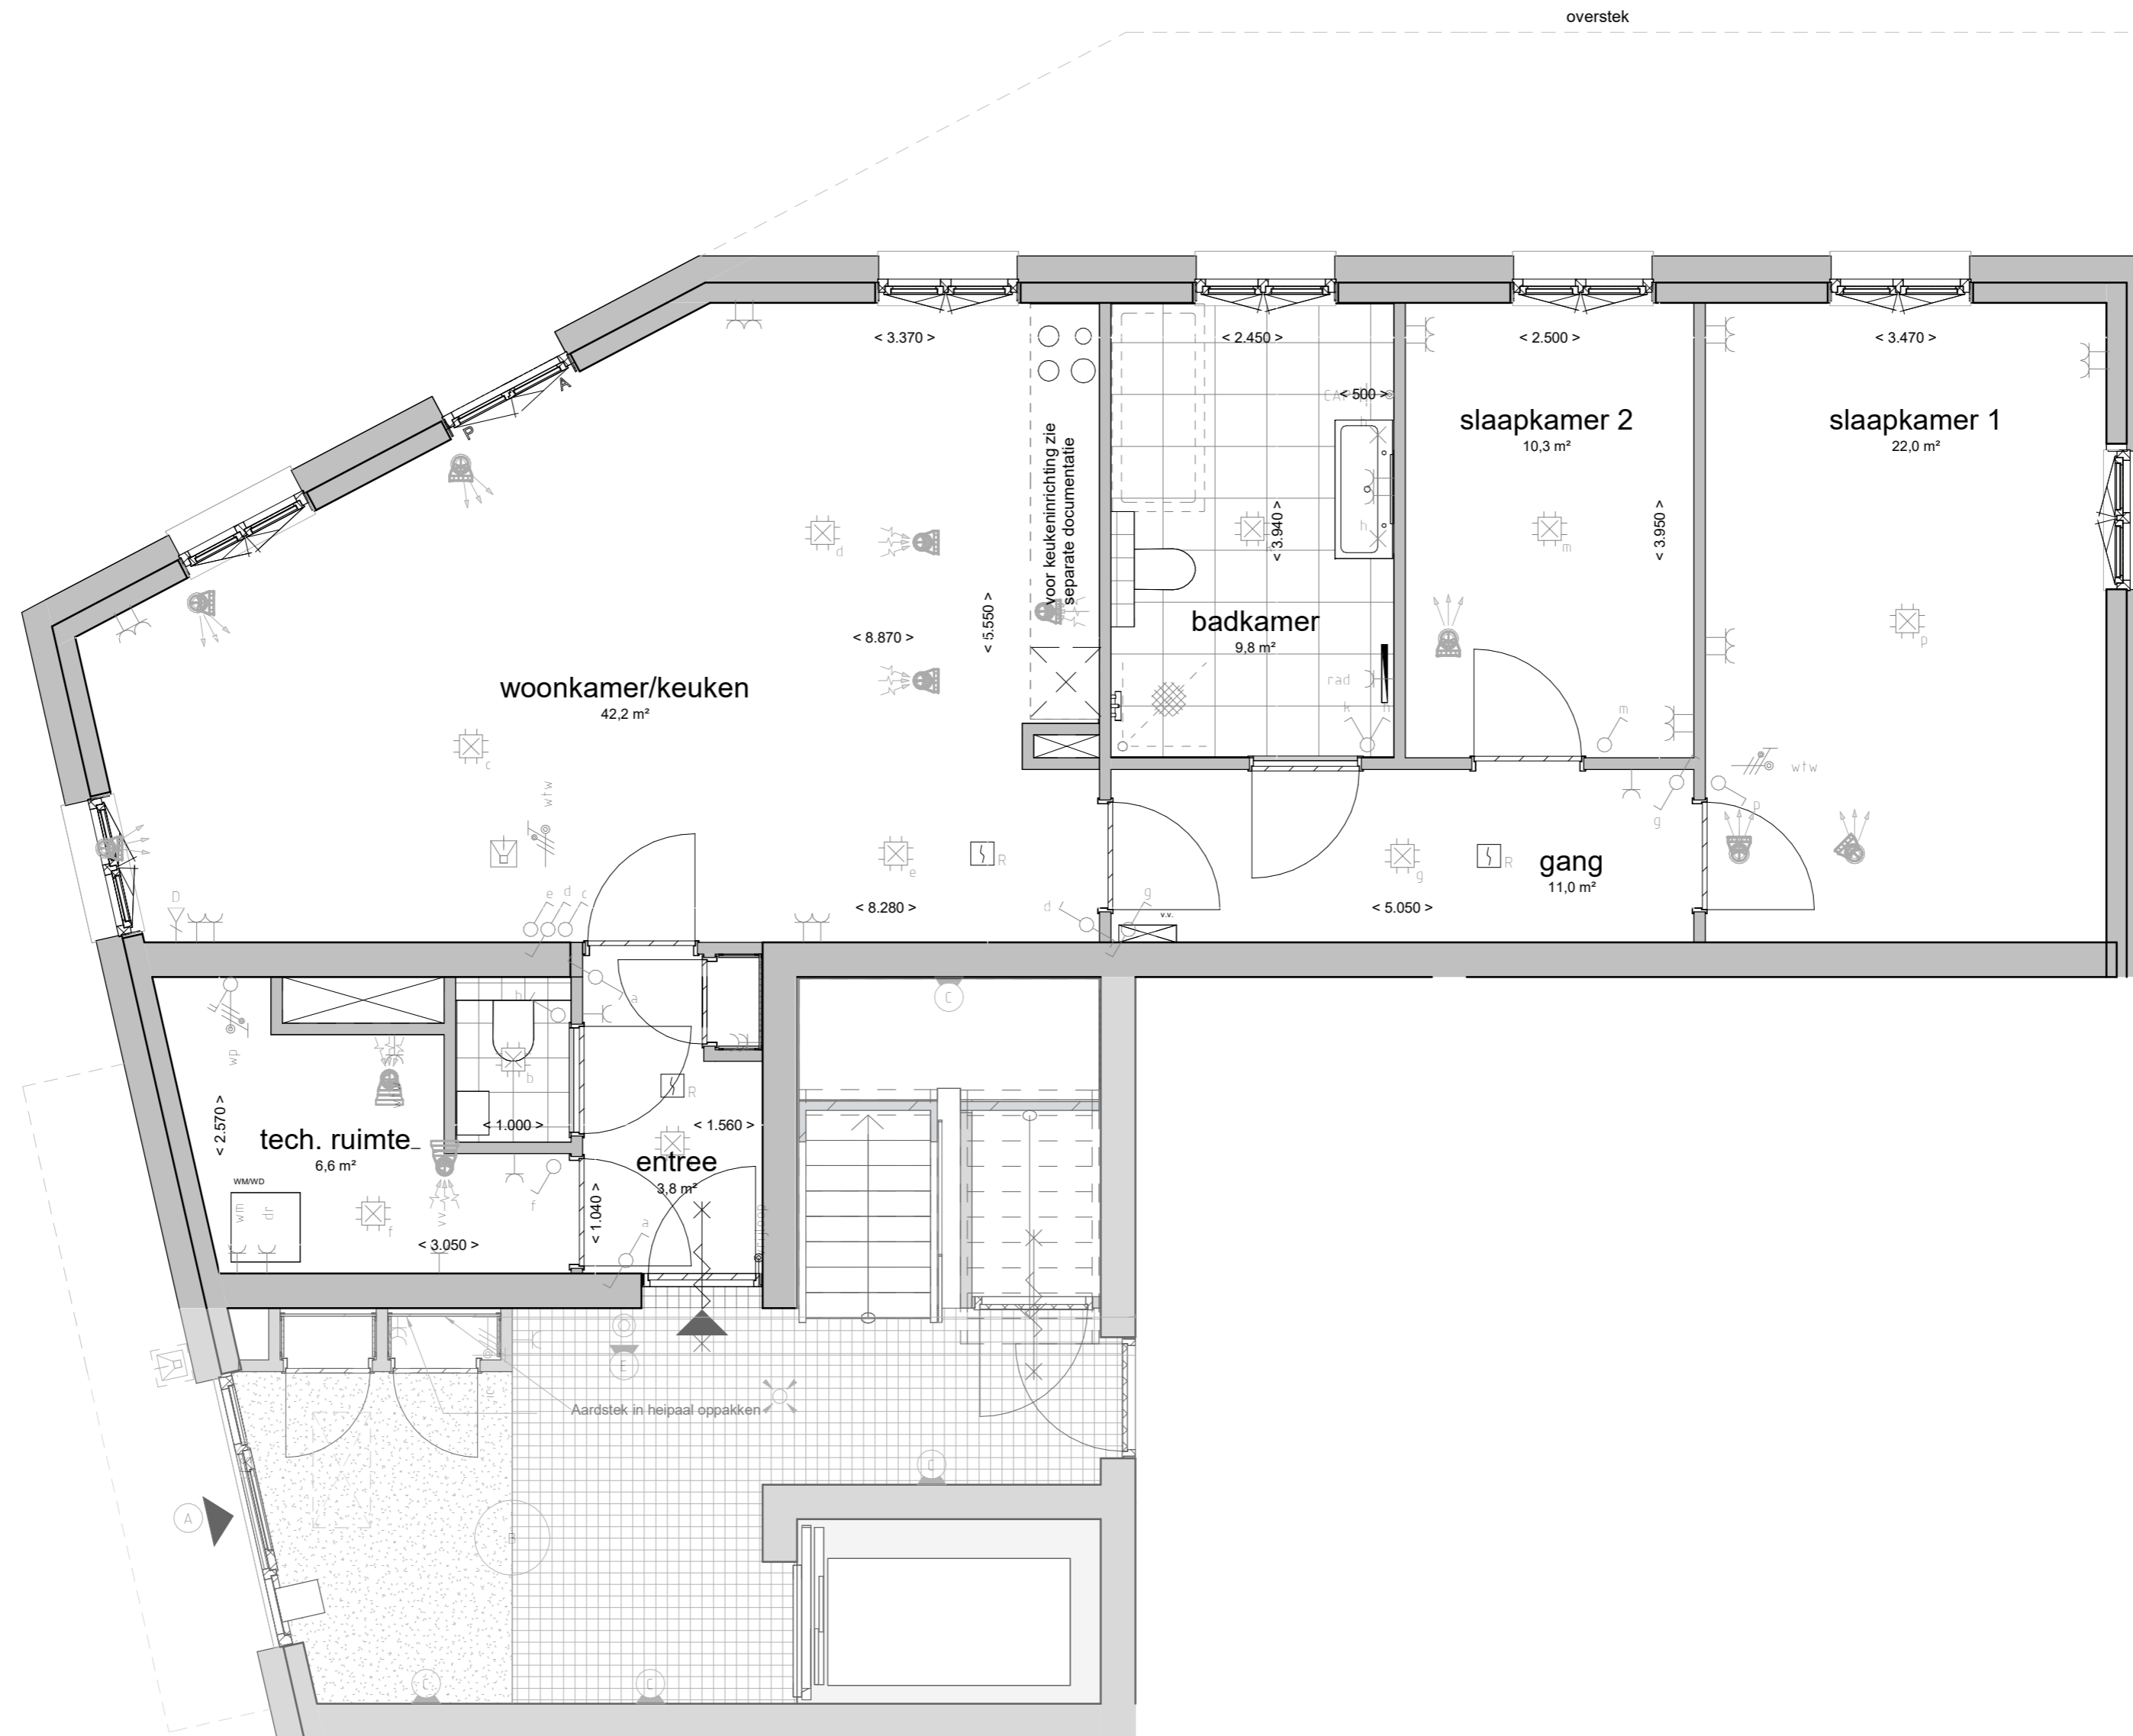 overstek
< 3.370 >
< 2.450 >
< 2.500 >
< 3.470 >
A
P
< 500 >
slaapkamer 2
10,3 m²
slaapkamer 1
22,0 m²
voor keukeninrichting zie
separate documentatie
h
d
h
m
< 3.940 >
< 3.950 >
< 5.550 >
< 8.870 >
badkamer
9,8 m²
p
woonkamer/keuken
42,2 m²
rad
k
h
m
c
wtw
wtw
p
g
e
R
g
R
gang
11,0 m²
D
e
d
c
< 8.280 >
d
g
v.v.
< 5.050 >
a
h
C
wp
b
R
< 2.570 >
tech. ruimte
6,6 m²
< 1.000 >
< 1.560 >
entree
3,8 m²
WM/WD
wm
dr
f
vv
f
< 1.040 >
a
< 3.050 >
E
Aardstek in heipaal oppakken
C
A
B
C
C